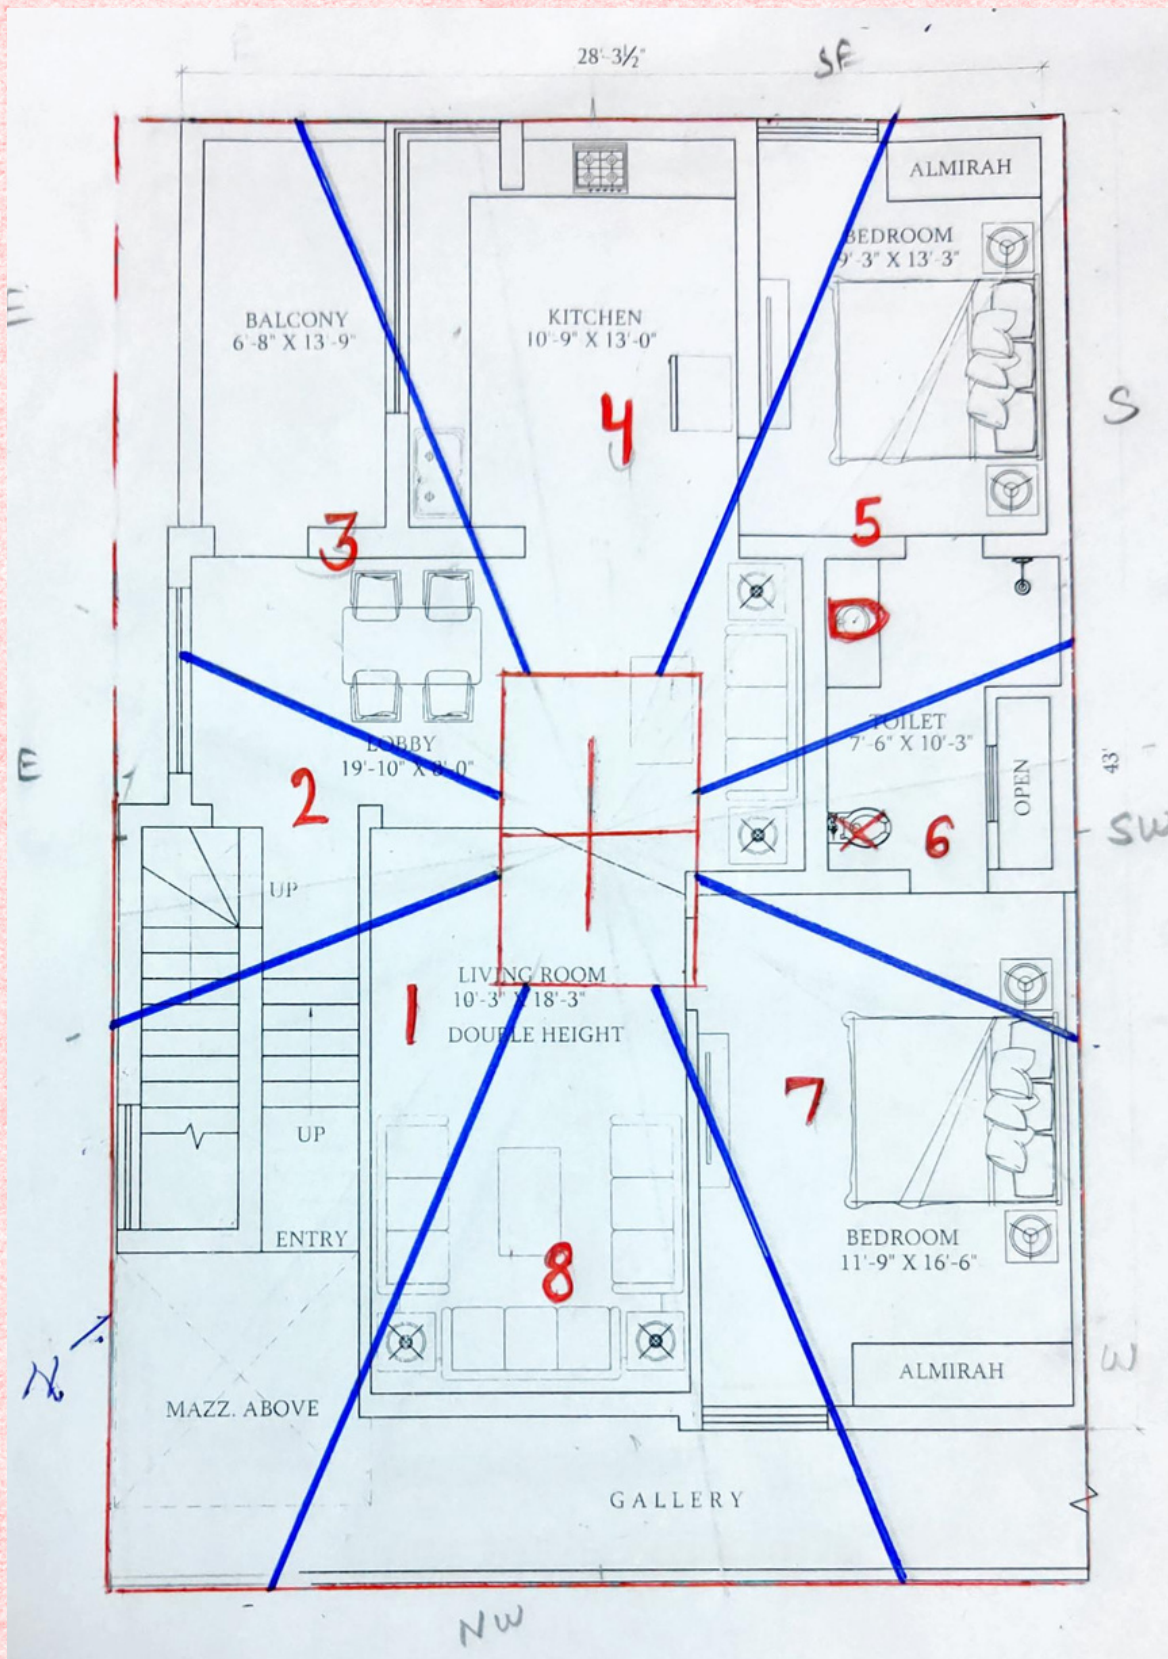 28'-3½"
SE
ALMIRAH
BEDROOM
9'-3" X 13'-3"
BALCONY
6'-8" X 13'-9"
KITCHEN
10'-9" X 13'-0"
E
4
S
5
3
TOILET
7'-6" X 10'-3"
LOBBY
19'-10" X 8'-0"
E
2
OPEN
43'
SW
6
UP
LIVING ROOM
10'-3" X 18'-3"
DOUBLE HEIGHT
1
7
UP
ENTRY
BEDROOM
11'-9" X 16'-6"
8
N
W
ALMIRAH
MAZZ. ABOVE
GALLERY
NW